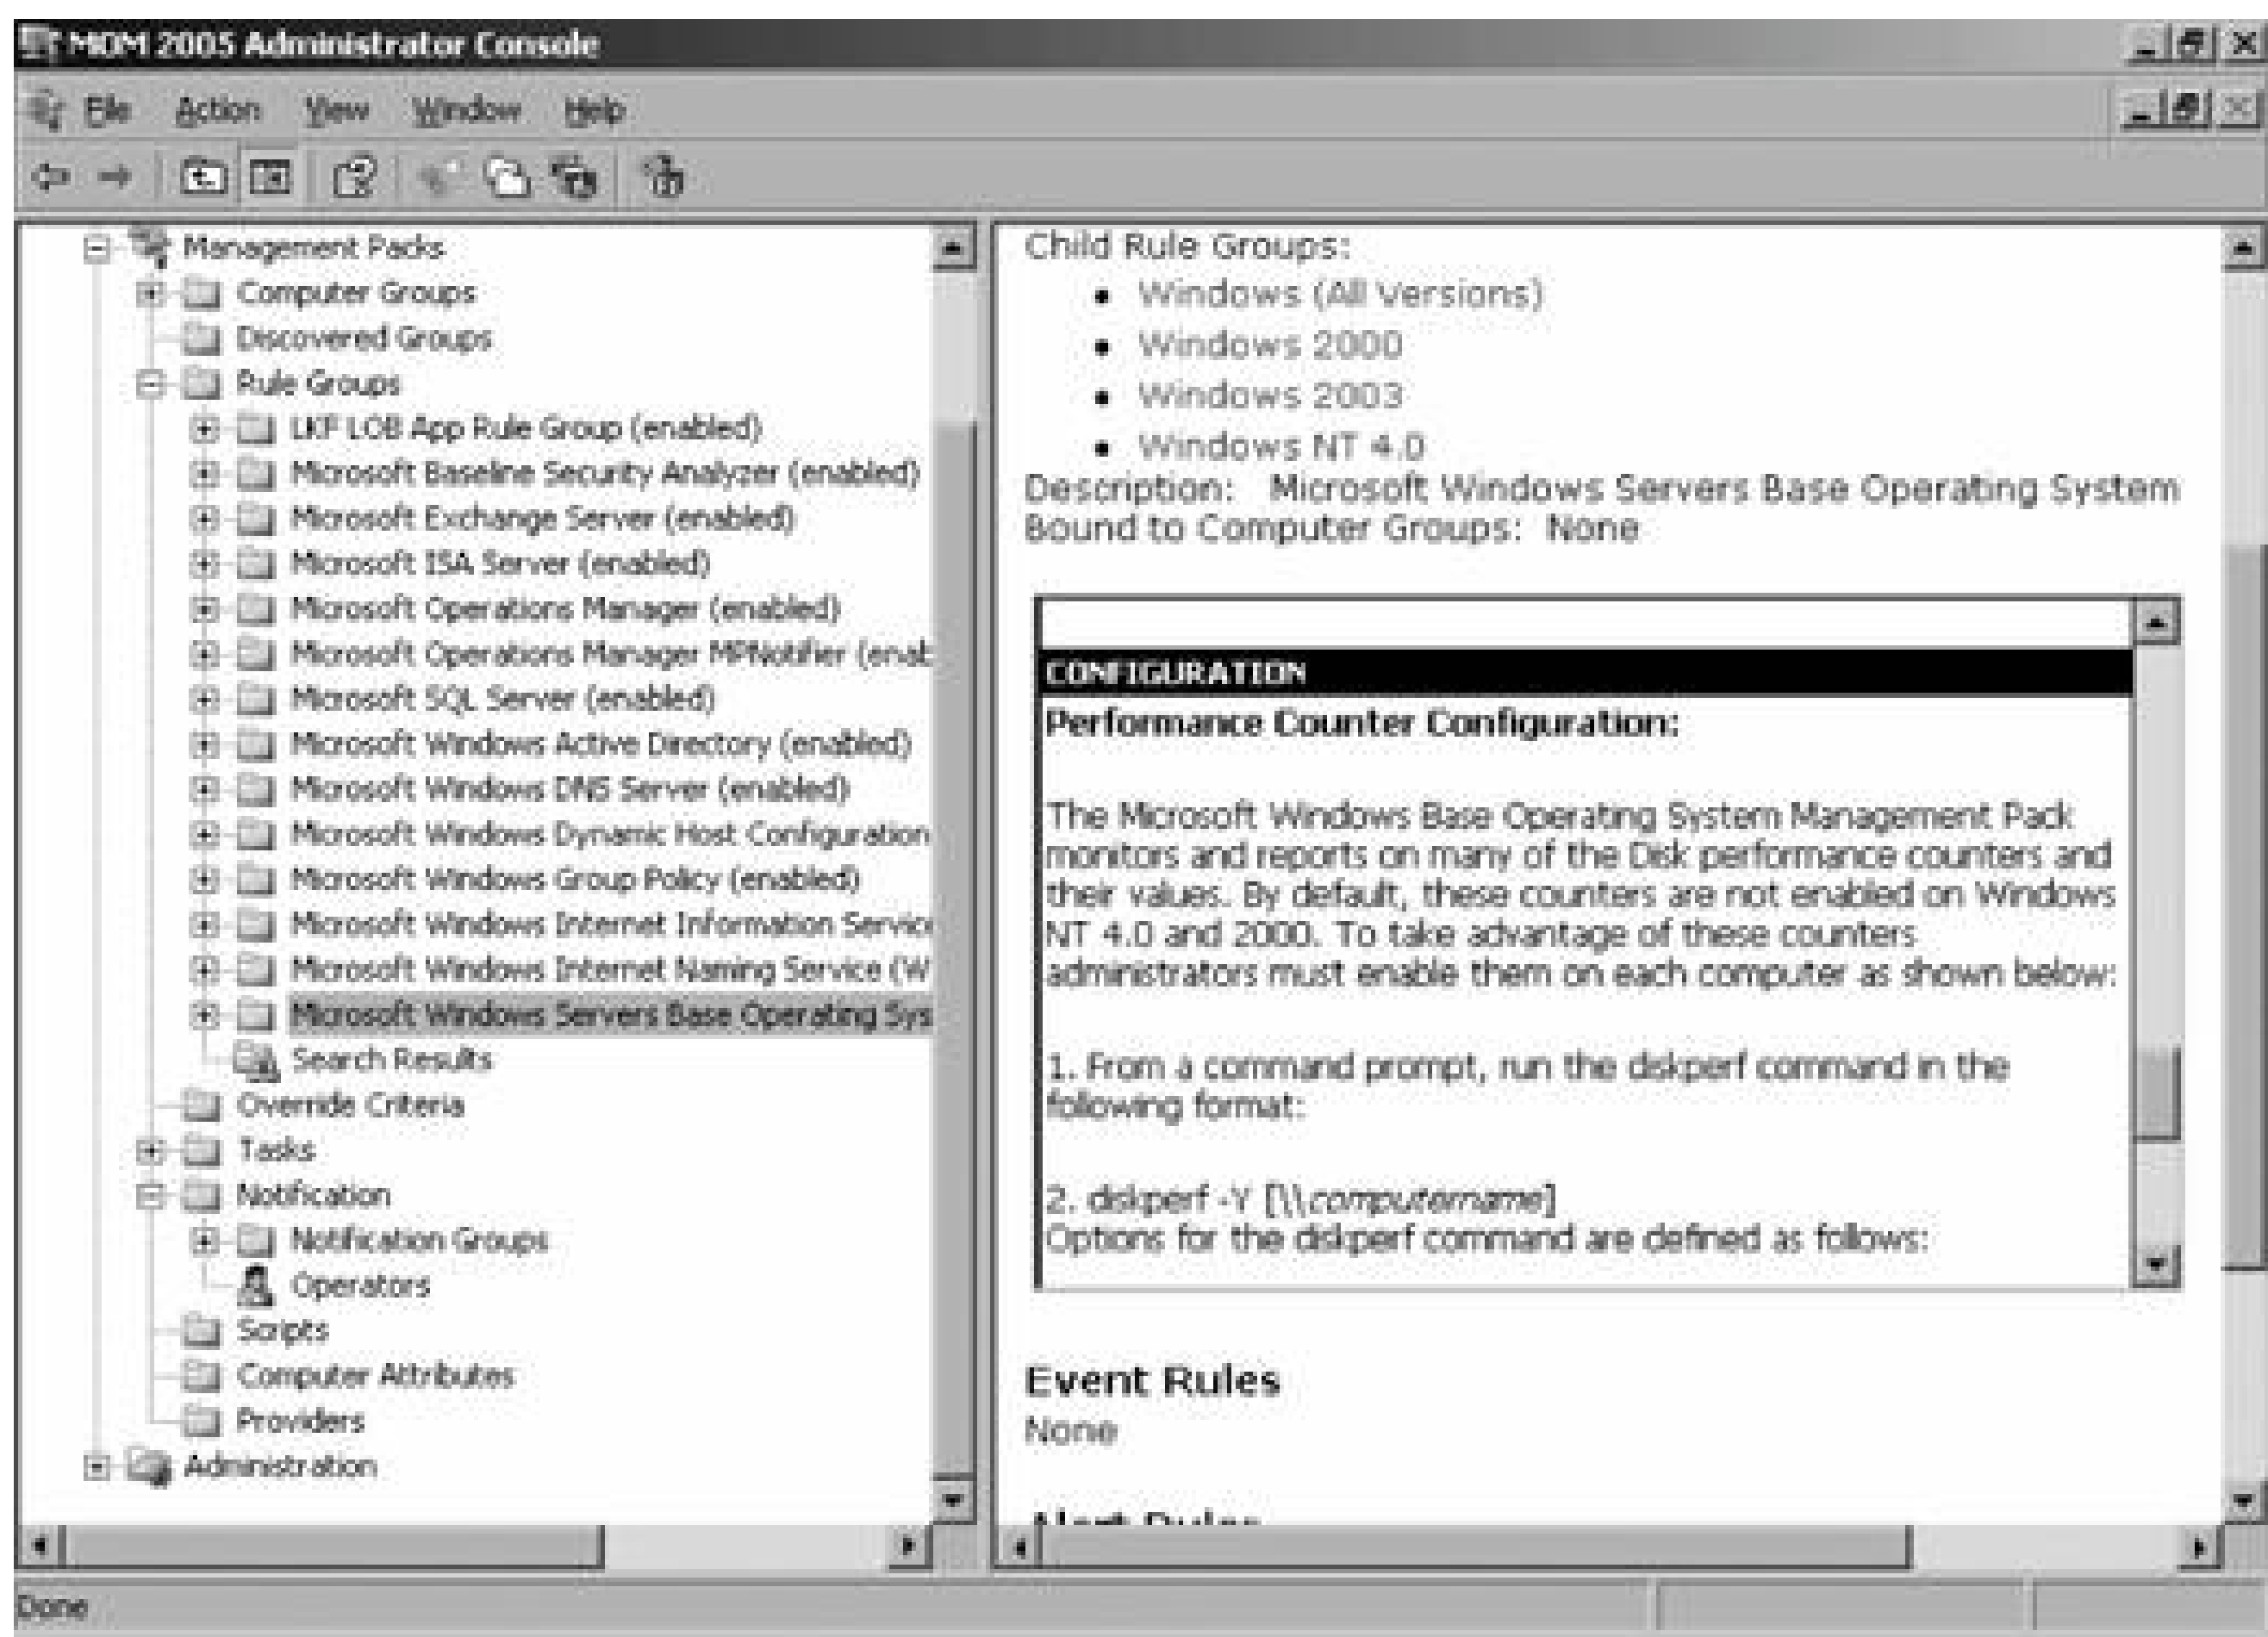 MOM 2005 Administrator Console
File Action View Window Help
Management Packs
Computer Groups
Discovered Groups
Rule Groups
LKF LOB App Rule Group (enabled)
Microsoft Baseline Security Analyzer (enabled)
Microsoft Exchange Server (enabled)
Microsoft ISA Server (enabled)
Microsoft Operations Manager (enabled)
Microsoft Operations Manager MPNotifier (enab
Microsoft SQL Server (enabled)
Microsoft Windows Active Directory (enabled)
Microsoft Windows DNS Server (enabled)
Microsoft Windows Dynamic Host Configuration
Microsoft Windows Group Policy (enabled)
Microsoft Windows Internet Information Service
Microsoft Windows Internet Naming Service (W
Microsoft Windows Servers Base Operating Sys
Search Results
Override Criteria
Tasks
Notification
Notification Groups
Operators
Scripts
Computer Attributes
Providers
Administration
Child Rule Groups:
• Windows (All Versions)
• Windows 2000
• Windows 2003
• Windows NT 4.0
Description: Microsoft Windows Servers Base Operating System
Bound to Computer Groups: None
CONFIGURATION
Performance Counter Configuration:
The Microsoft Windows Base Operating System Management Pack
monitors and reports on many of the Disk performance counters and
their values. By default, these counters are not enabled on Windows
NT 4.0 and 2000. To take advantage of these counters
administrators must enable them on each computer as shown below:
1. From a command prompt, run the diskperf command in the
following format:
2. diskperf -Y [\\computername]
Options for the diskperf command are defined as follows:
Event Rules
None
Alert Rules
Done